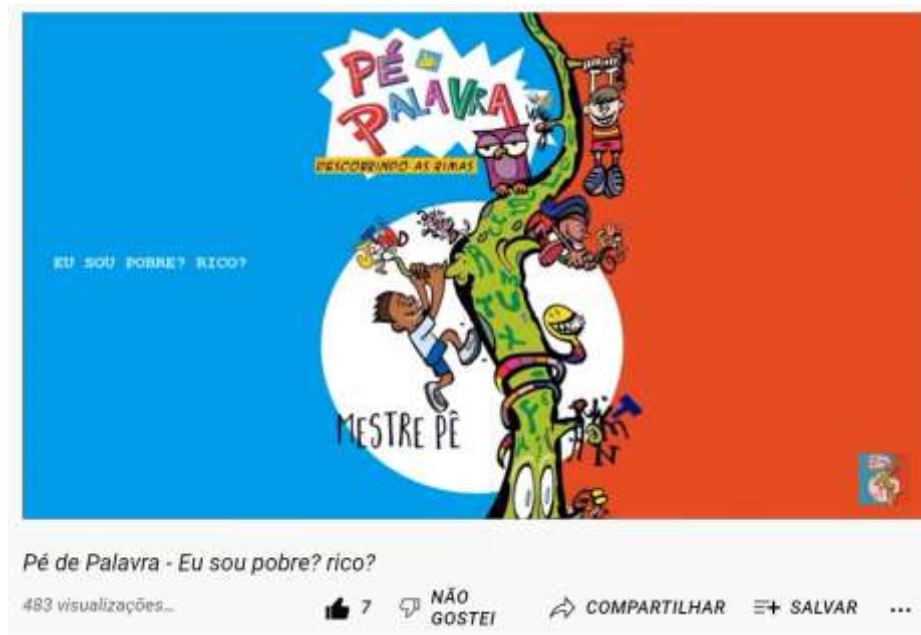 PÉ DE
PALAVRA
DESCOBRINDO AS RIMAS
EU SOU POBRE? RICO?
MESTRE PÊ
Pé de Palavra - Eu sou pobre? rico?
483 visualizações...
7
NÃO
GOSTEI
COMPARTILHAR
SALVAR
...